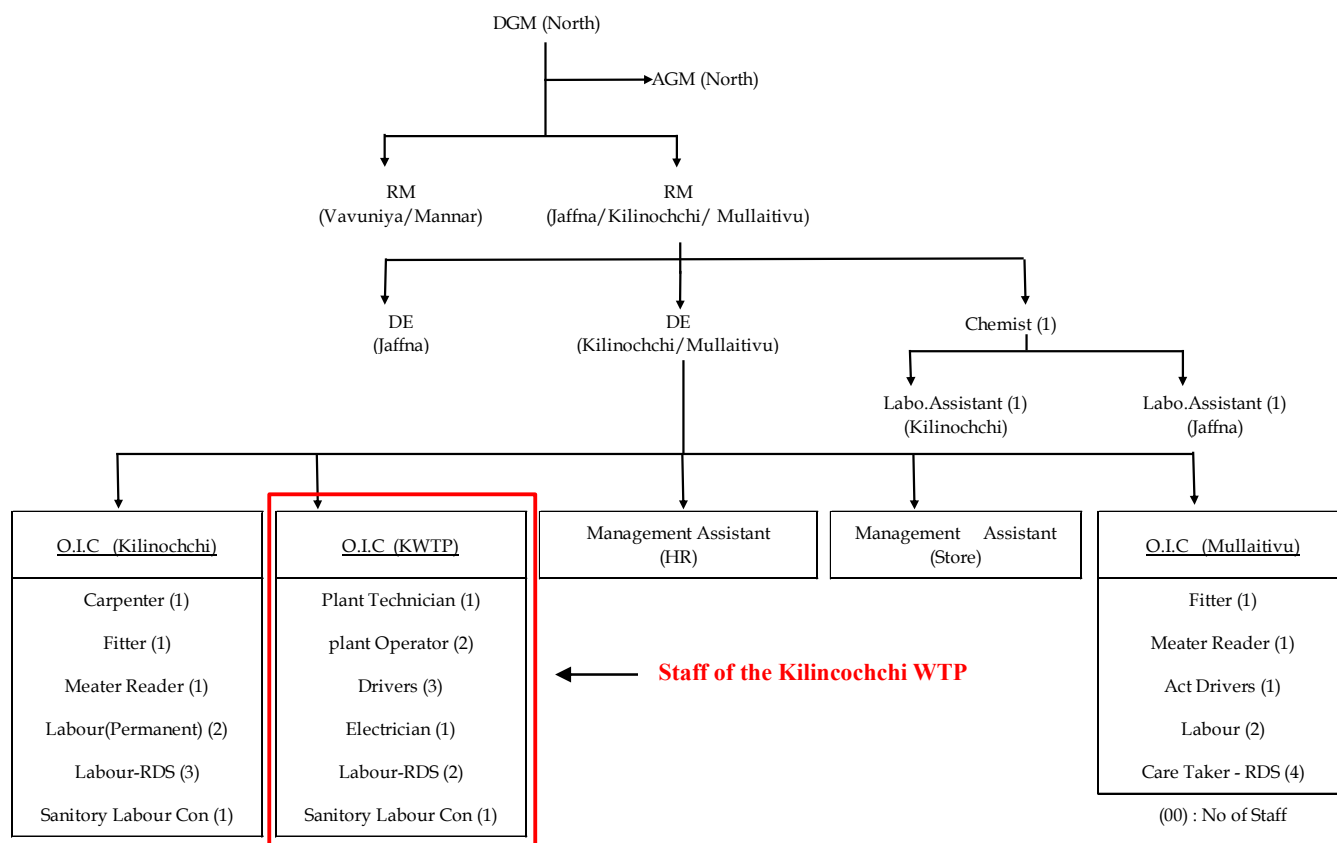 DGM (North)
AGM (North)
RM
(Vavuniya/Mannar)
RM
(Jaffna/Kilinochchi/ Mullaitivu)
DE
(Jaffna)
DE
(Kilinochchi/Mullaitivu)
Chemist (1)
Labo.Assistant (1)
(Kilinochchi)
Labo.Assistant (1)
(Jaffna)
O.I.C (Kilinochchi)
Carpenter (1)
Fitter (1)
Meater Reader (1)
Labour(Permanent) (2)
Labour-RDS (3)
Sanitory Labour Con (1)
O.I.C (KWTP)
Plant Technician (1)
plant Operator (2)
Drivers (3)
Electrician (1)
Labour-RDS (2)
Sanitory Labour Con (1)
Management Assistant
(HR)
Management Assistant
(Store)
Staff of the Kilincochchi WTP
O.I.C (Mullaitivu)
Fitter (1)
Meater Reader (1)
Act Drivers (1)
Labour (2)
Care Taker - RDS (4)
(00) : No of Staff